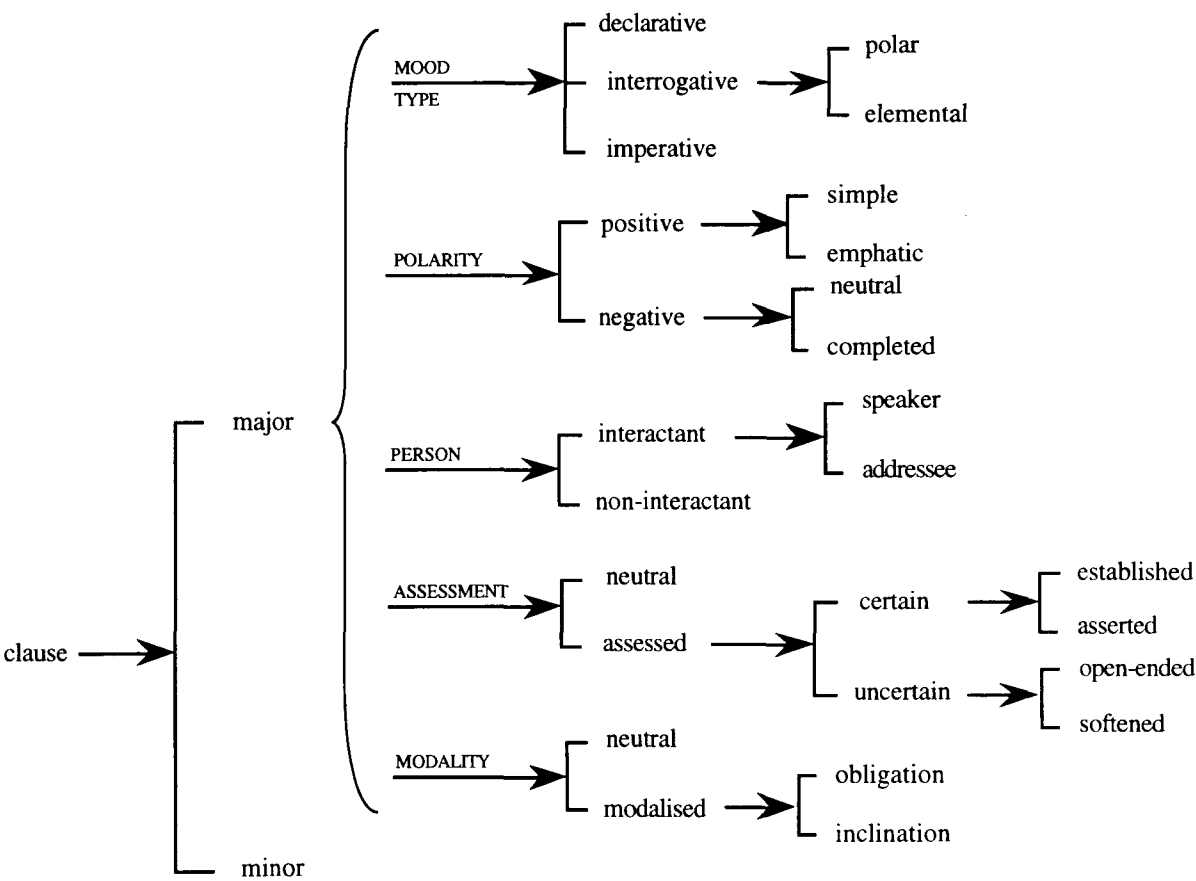 declarative
MOOD
TYPE
interrogative
imperative
polar
elemental
POLARITY
positive
simple
emphatic
negative
neutral
completed
clause
major
PERSON
interactant
speaker
addressee
non-interactant
ASSESSMENT
neutral
assessed
certain
established
asserted
uncertain
open-ended
softened
MODALITY
neutral
modalised
obligation
inclination
minor